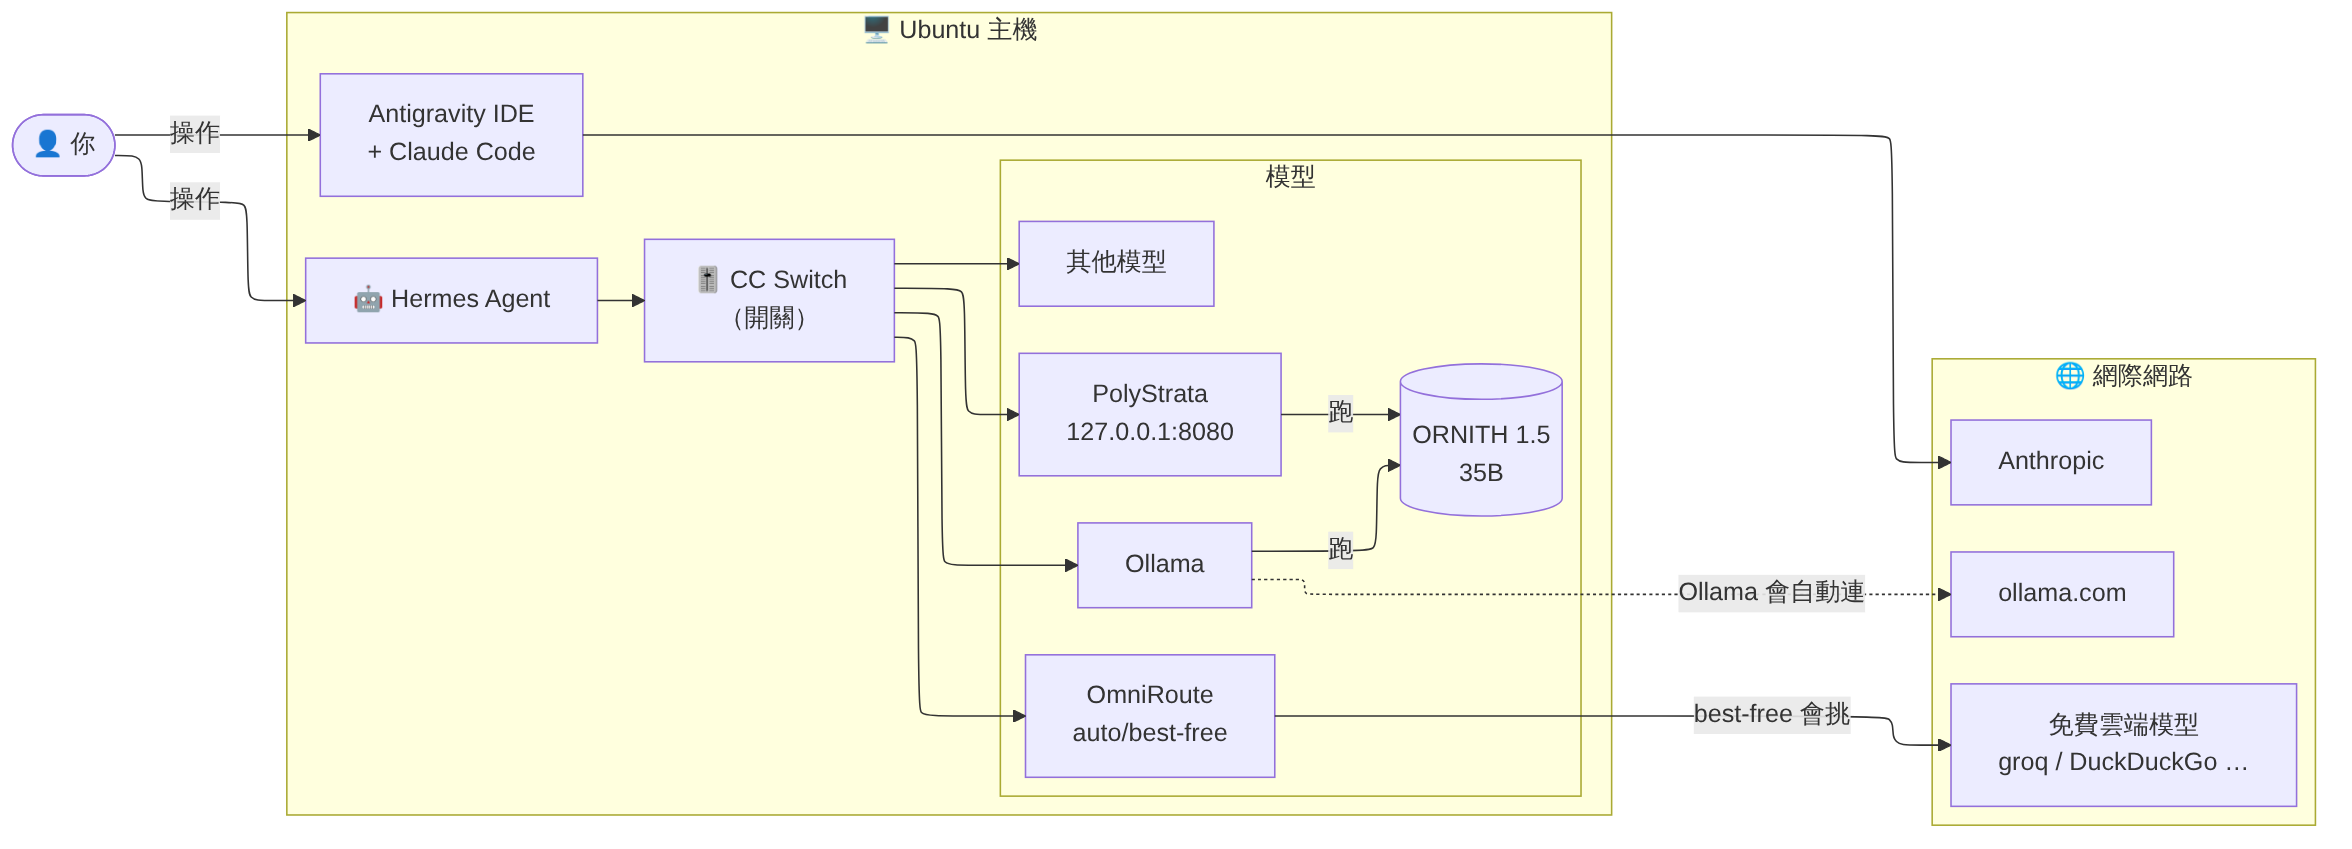 🖥️ Ubuntu 主機
👤 你
操作
操作
Antigravity IDE
+ Claude Code
🤖 Hermes Agent
🎚️ CC Switch
（開關）
模型
其他模型
PolyStrata
127.0.0.1:8080
跑
ORNITH 1.5
35B
Ollama
跑
OmniRoute
auto/best-free
Ollama 會自動連
best-free 會挑
🌐 網際網路
Anthropic
ollama.com
免費雲端模型
groq / DuckDuckGo …